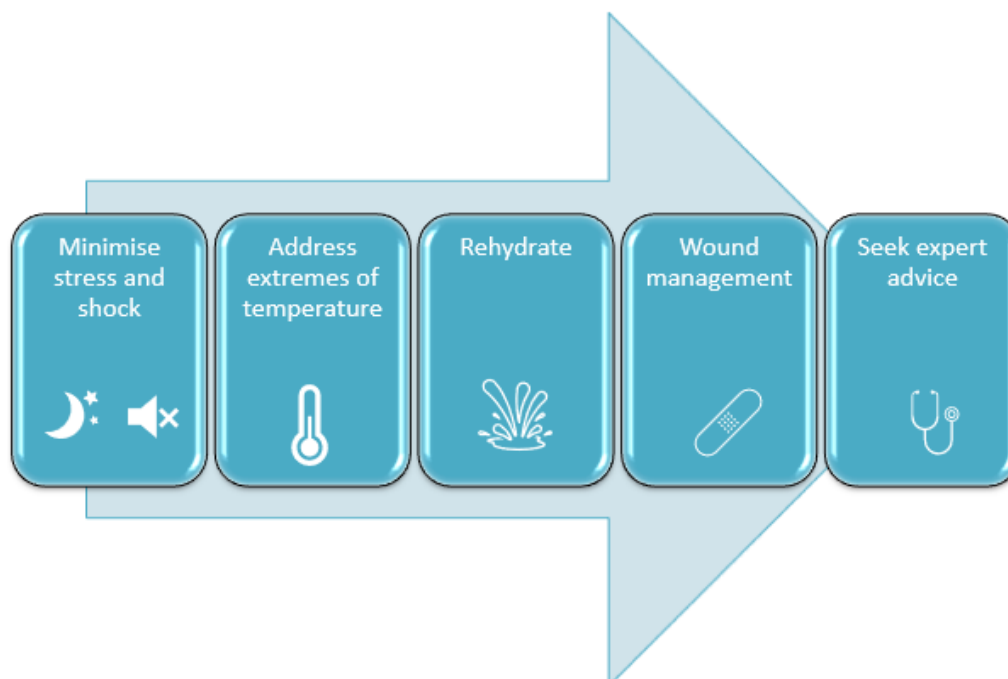 Minimise
stress and
shock
Address
extremes of
temperature
Rehydrate
Wound
management
Seek expert
advice